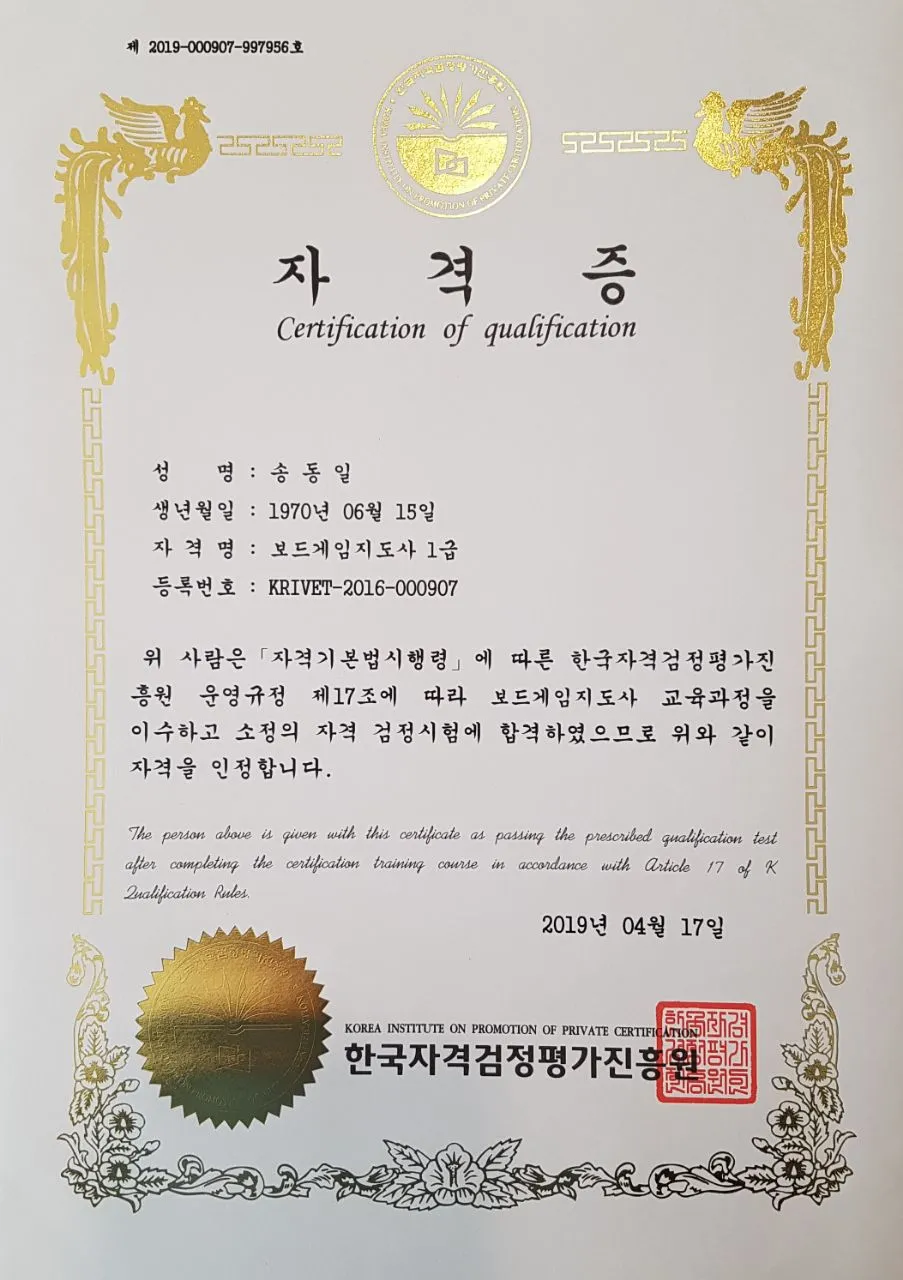 제 2019-000907-997956호
자 격 증
Certification of qualification
성 명 : 송 동 일
생년월일 : 1970년 06월 15일
자 격 명 : 보드게임지도사 1급
등록번호 : KRIVET-2016-000907
위 사람은 「자격기본법시행령」에 따른 한국자격검정평가진
흥원 운영규정 제17조에 따라 보드게임지도사 교육과정을
이수하고 소정의 자격 검정시험에 합격하였으므로 위와 같이
자격을 인정합니다.
The person above is given with this certificate as passing the prescribed qualification test
after completing the certification training course in accordance with Article 17 of K
Qualification Rules.
2019년 04월 17일
KOREA INSTITUTE ON PROMOTION OF PRIVATE CERTIFICATION
한국자격검정평가진흥원